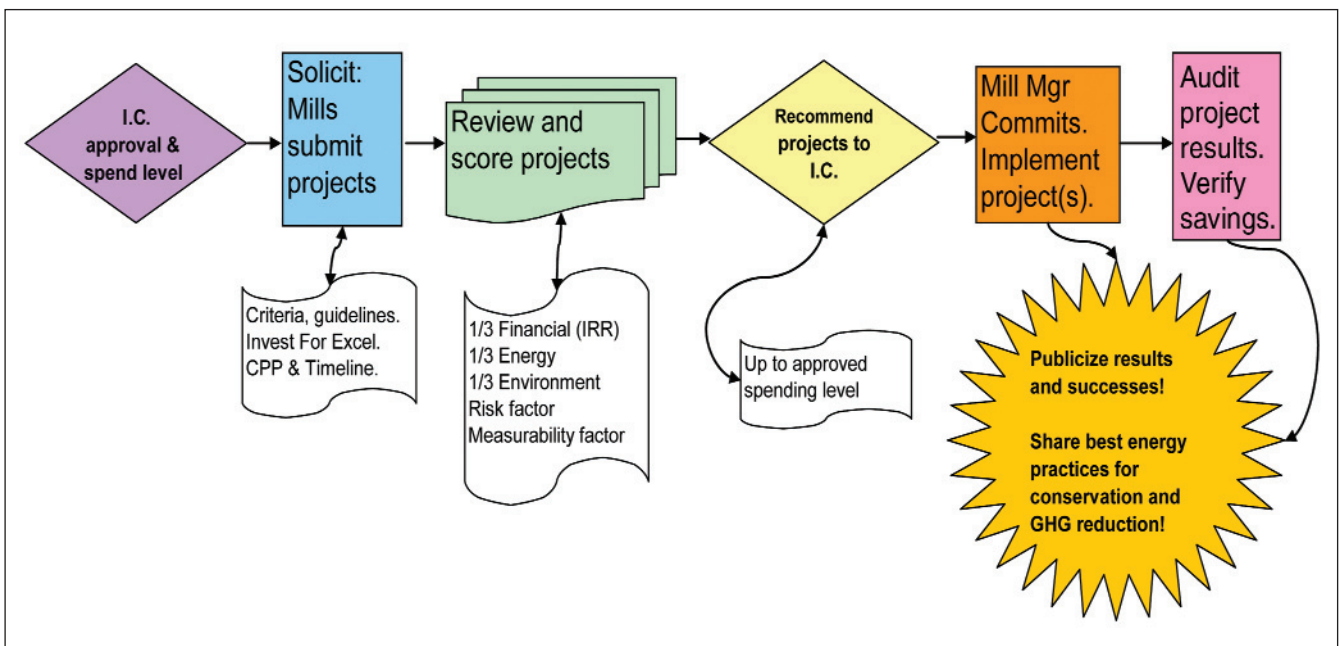 I.C.
approval &
spend level
Solicit:
Mills
submit
projects
Review and
score projects
Recommend
projects to
I.C.
Mill Mgr
Commits.
Implement
project(s).
Audit
project
results.
Verify
savings.
Criteria, guidelines.
Invest For Excel.
CPP & Timeline.
1/3 Financial (IRR)
1/3 Energy
1/3 Environment
Risk factor
Measurability factor
Up to approved
spending level
Publicize results
and successes!
Share best energy
practices for
conservation and
GHG reduction!